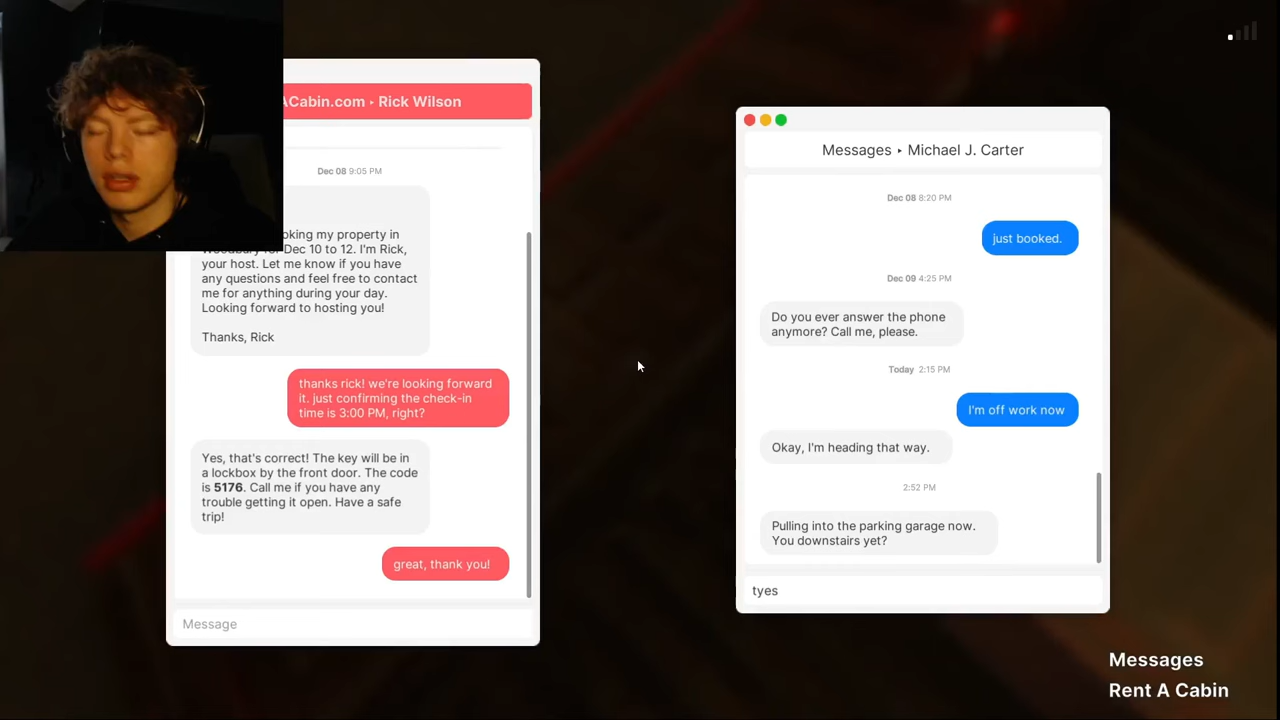 ACabin.com ▸ Rick Wilson
Dec 08 9:05 PM
oking my property in
Woodbury for Dec 10 to 12. I'm Rick,
your host. Let me know if you have
any questions and feel free to contact
me for anything during your day.
Looking forward to hosting you!
Thanks, Rick
thanks rick! we're looking forward
it. just confirming the check-in
time is 3:00 PM, right?
Yes, that's correct! The key will be in
a lockbox by the front door. The code
is 5176. Call me if you have any
trouble getting it open. Have a safe
trip!
great, thank you!
Message
Messages ▸ Michael J. Carter
Dec 08 8:20 PM
just booked.
Dec 09 4:25 PM
Do you ever answer the phone
anymore? Call me, please.
Today 2:15 PM
I'm off work now
Okay, I'm heading that way.
2:52 PM
Pulling into the parking garage now.
You downstairs yet?
tyes
Messages
Rent A Cabin